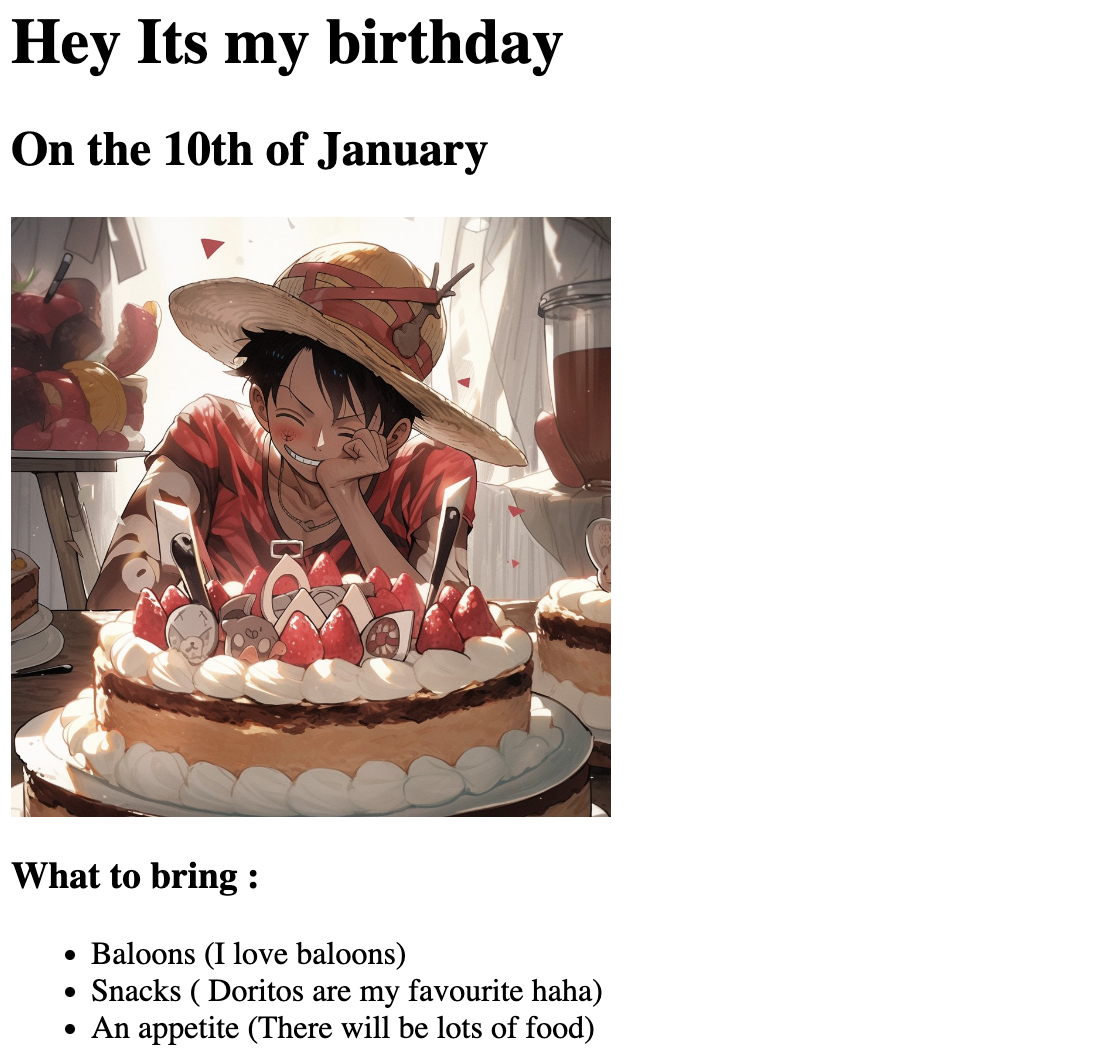 Hey Its my birthday
On the 10th of January
What to bring :
Baloons (I love baloons)
Snacks ( Doritos are my favourite haha)
An appetite (There will be lots of food)